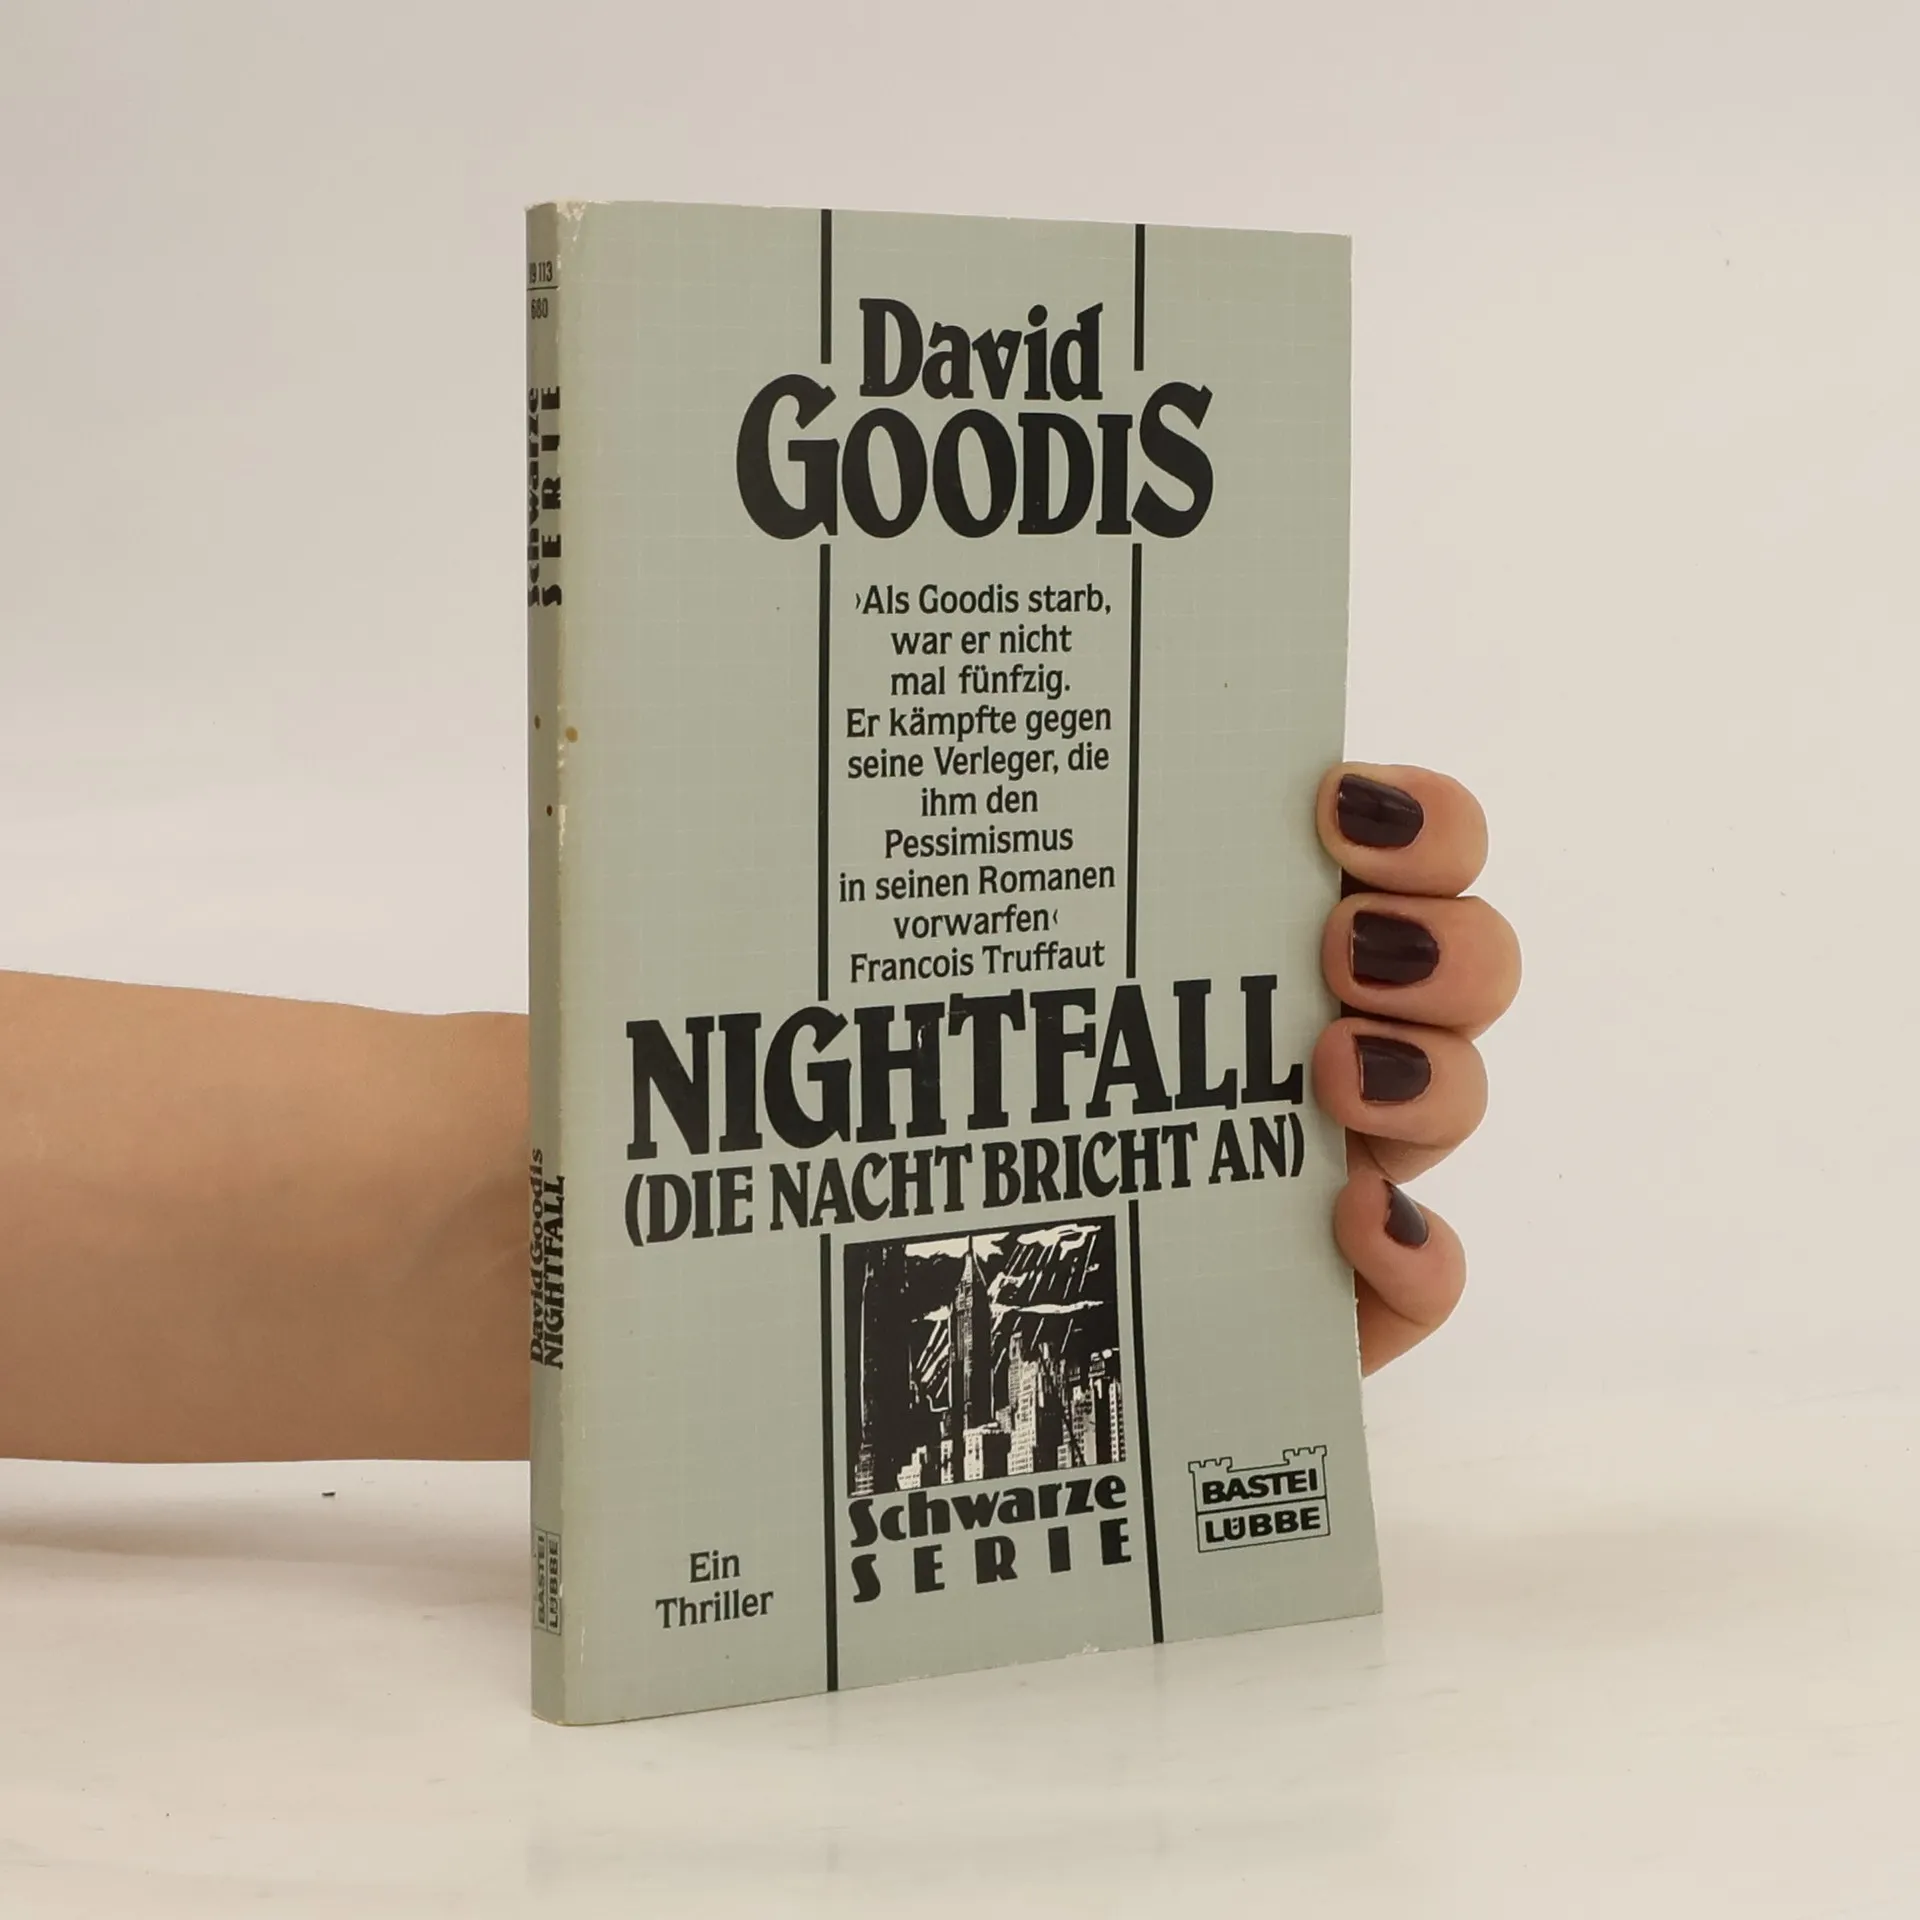 19 113
680
Schwarze
SERIE
David Goodis
NIGHTFALL
BASTEI
LÜBBE
David
GOODIS
›Als Goodis starb,
war er nicht
mal fünfzig.
Er kämpfte gegen
seine Verleger, die
ihm den
Pessimismus
in seinen Romanen
vorwarfen‹
Francois Truffaut
NIGHTFALL
(DIE NACHT BRICHT AN)
Schwarze
SERIE
Ein
Thriller
BASTEI
LÜBBE